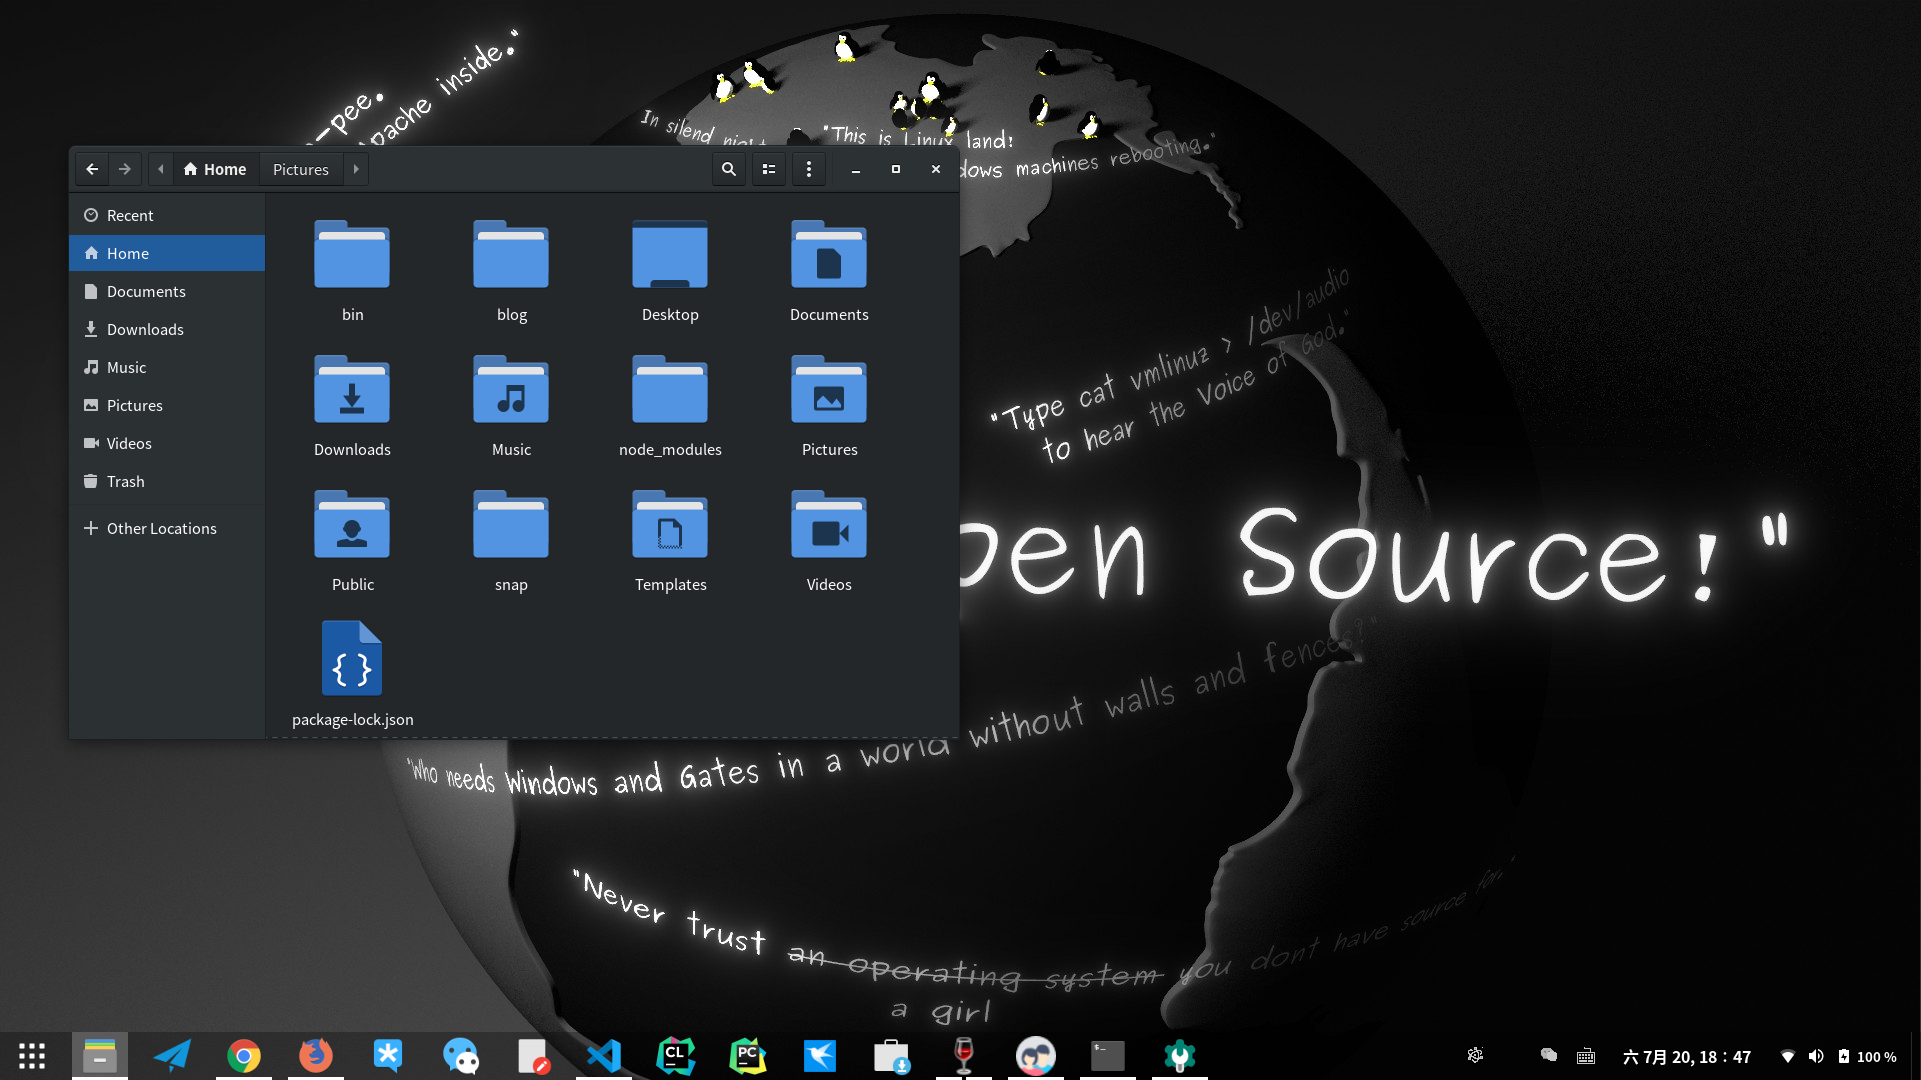 -pee.
pache inside."
In silend night
"This is Linux land!
dows machines rebooting."
Home
Pictures
Recent
Home
Documents
Downloads
Music
Pictures
Videos
Trash
Other Locations
bin
blog
Desktop
Documents
Downloads
Music
node_modules
Pictures
Public
snap
Templates
Videos
{}
package-lock.json
"Type cat vmlinuz > /dev/audio
to hear the Voice of God."
pen Source!"
"Who needs Windows and Gates in a world without walls and fences?"
"Never trust an operating system you dont have source for."
a girl
CL
PC
$_
六 7月 20, 18：47
100 %